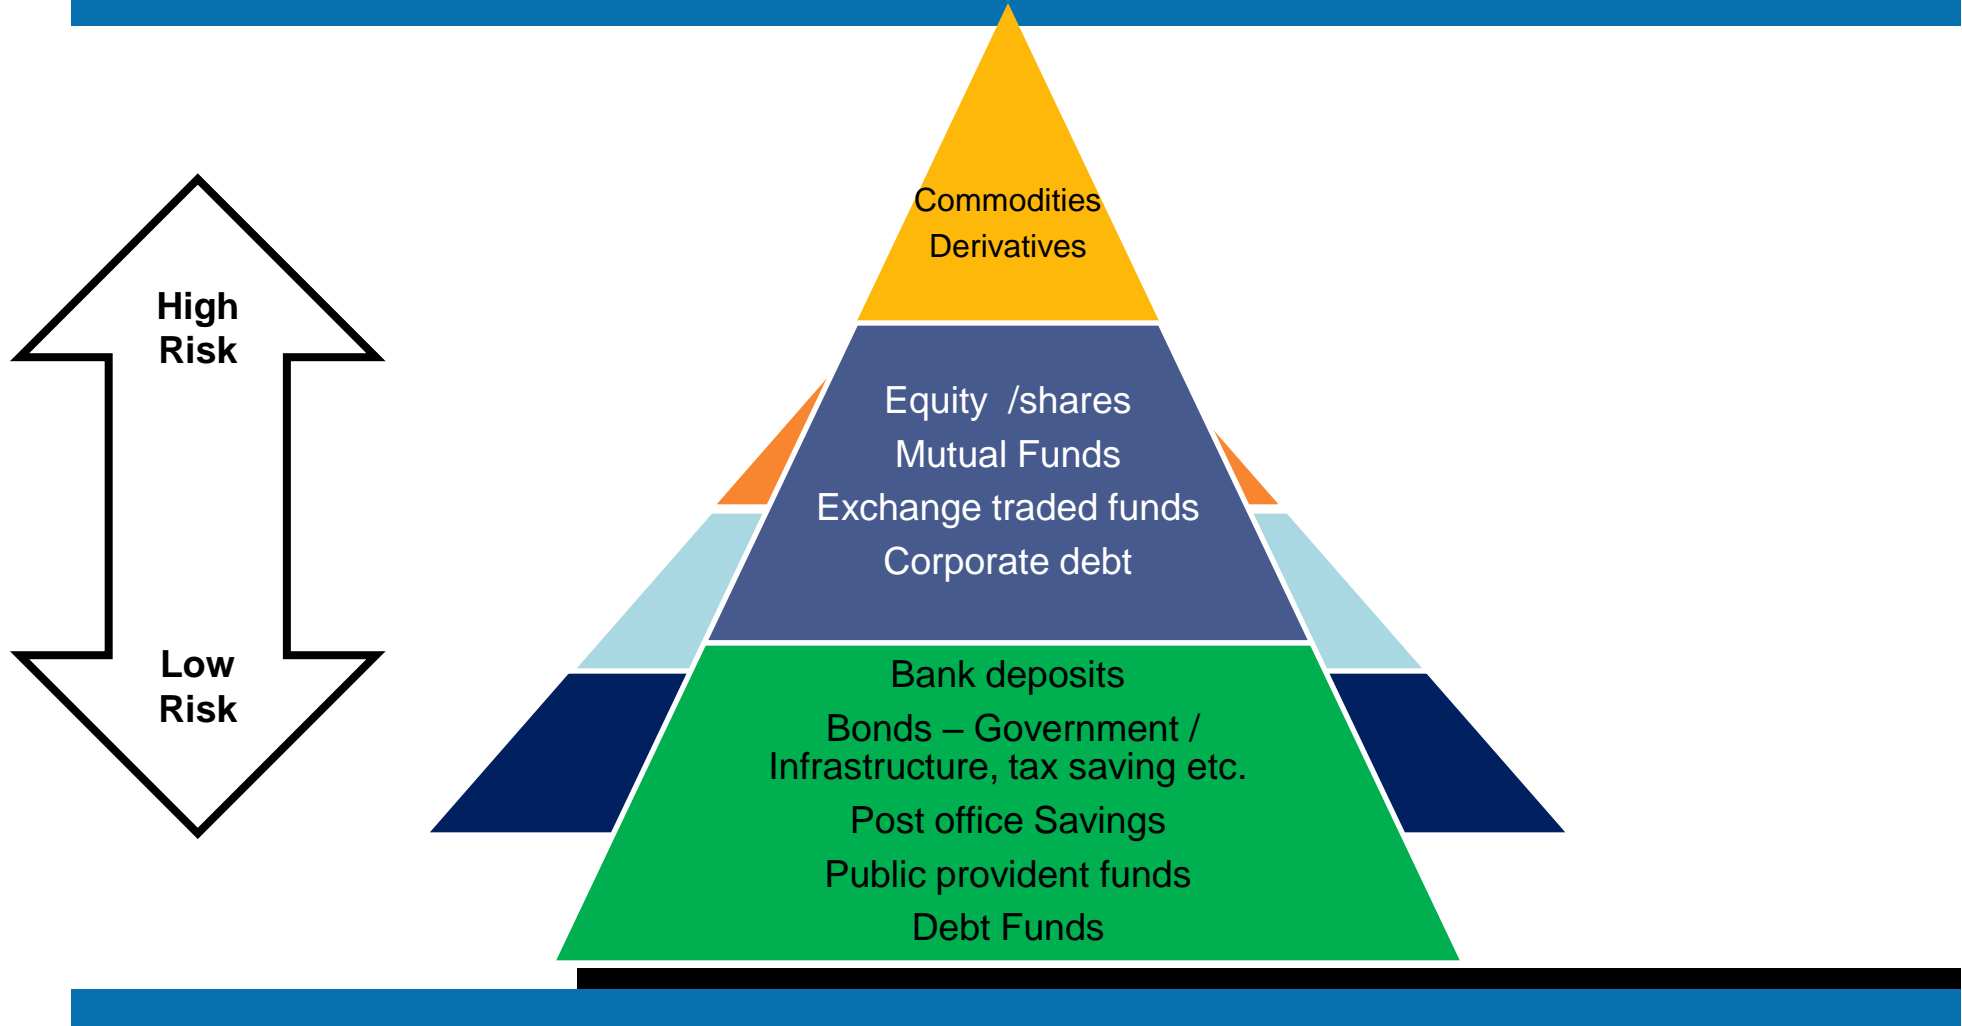 Commodities
Derivatives
High
Risk
Equity  /shares
Mutual Funds
Exchange traded funds
Corporate debt
Low
Risk
Bank deposits
Bonds – Government /
Infrastructure, tax saving etc.
Post office Savings
Public provident funds
Debt Funds